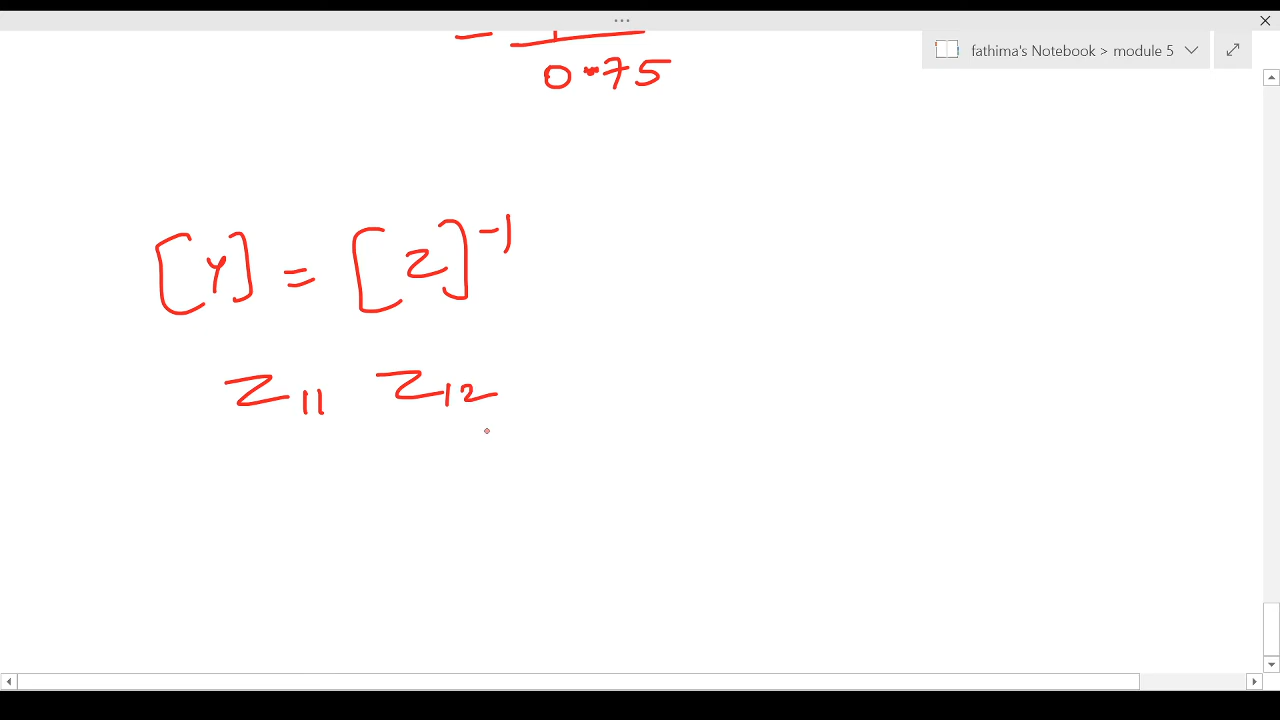 fathima's Notebook > module 5
0.75
[Y] = [Z]⁻¹
Z₁₁ Z₁₂